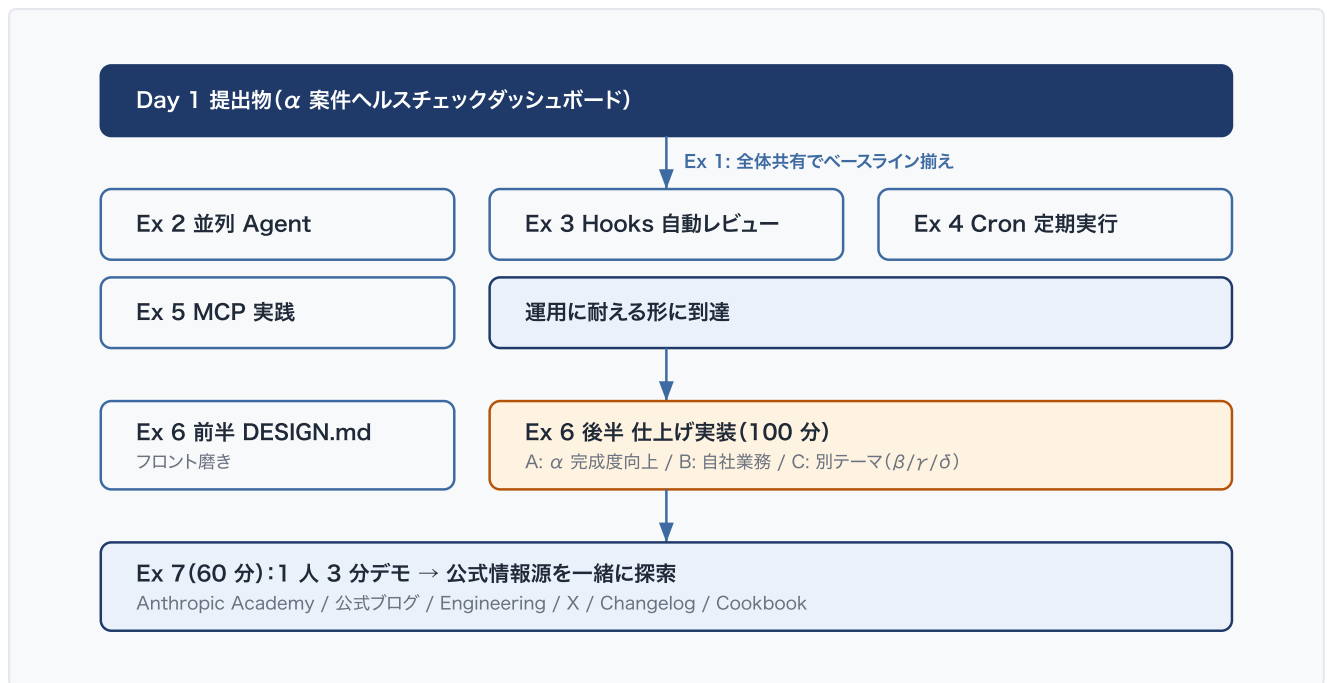 Day 1 提出物(α 案件ヘルスチェックダッシュボード)
Ex 1: 全体共有でベースライン揃え
Ex 2 並列 Agent
Ex 3 Hooks 自動レビュー
Ex 4 Cron 定期実行
Ex 5 MCP 実践
運用に耐える形に到達
Ex 6 前半 DESIGN.md
フロント磨き
Ex 6 後半 仕上げ実装(100 分)
A: α 完成度向上 / B: 自社業務 / C: 別テーマ(β/γ/δ)
Ex 7(60 分):1 人 3 分デモ → 公式情報源を一緒に探索
Anthropic Academy / 公式ブログ / Engineering / X / Changelog / Cookbook